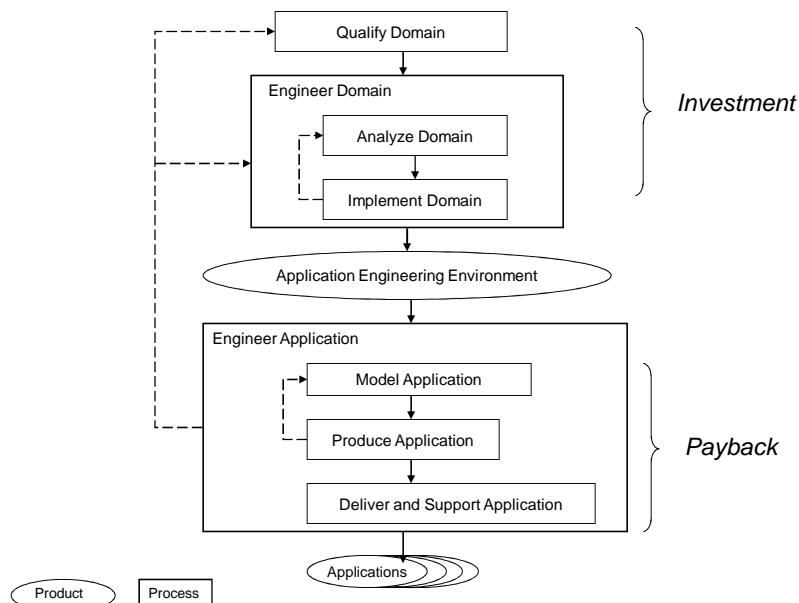 Qualify Domain
Engineer Domain
Investment
Analyze Domain
Implement Domain
Application Engineering Environment
Engineer Application
Model Application
Produce Application
Payback
Deliver and Support Application
Applications
Product
Process